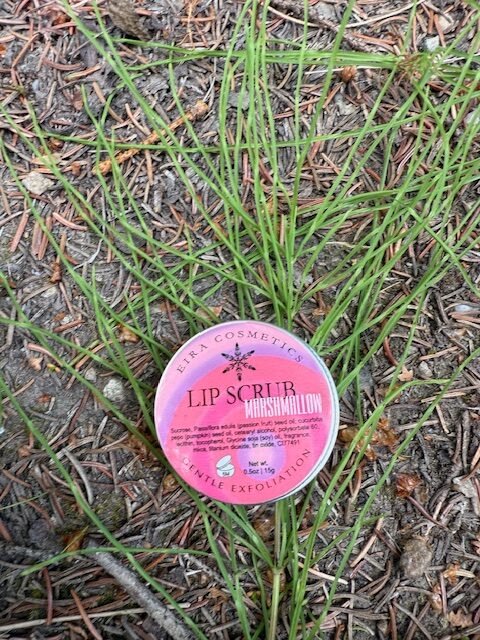 EIRA COSMETICS
LIP SCRUB
MARSHMALLOW
Sucrose, Passiflora edulis (passion fruit) seed oil, cucurbita
pepo (pumpkin) seed oil, cetearyl alcohol, polysorbate 60,
flavor, tocopherol, Glycine soja (soy) oil, fragrance,
mica, titanium dioxide, tin oxide, CI77491
Net wt.
0.5oz | 15g
GENTLE EXFOLIATION